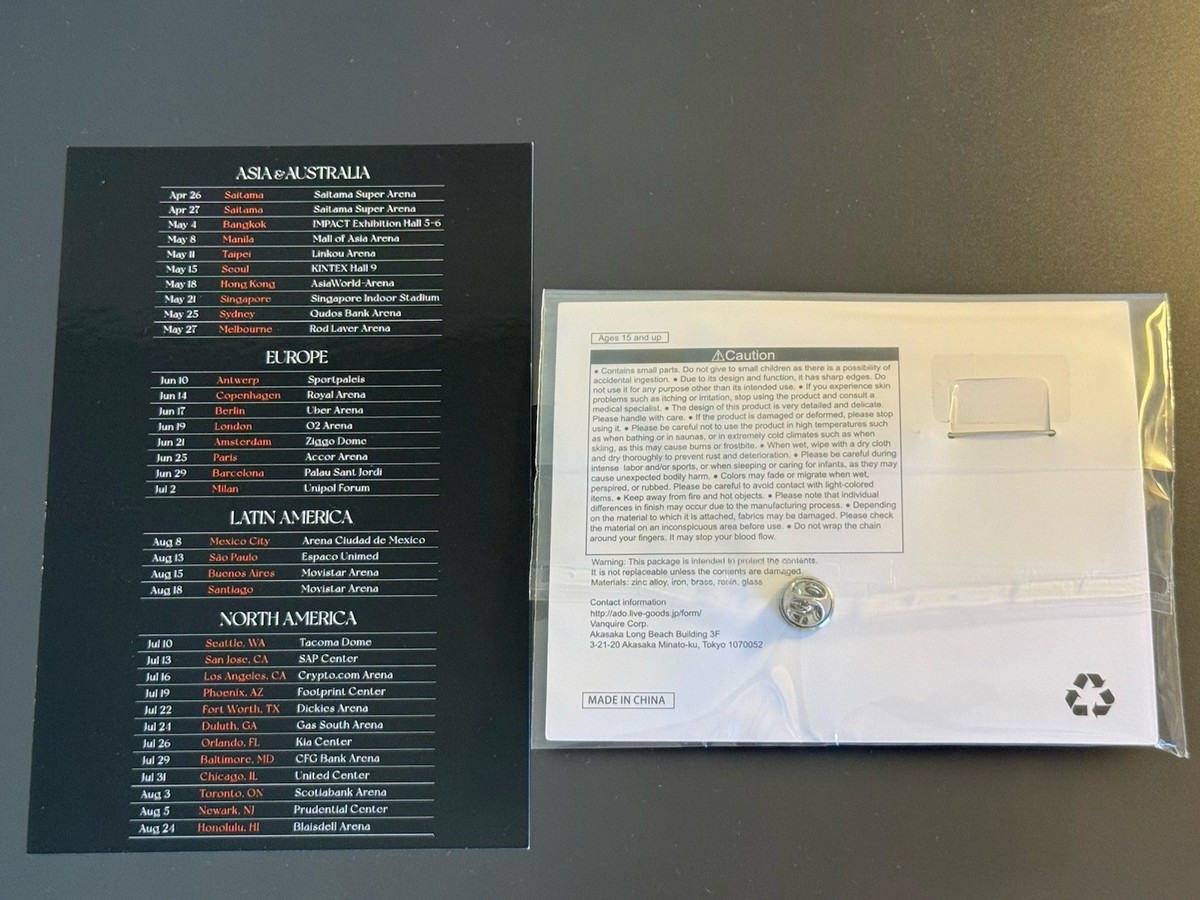 ASIA & AUSTRALIA
Apr 26 Saitama Saitama Super Arena
Apr 27 Saitama Saitama Super Arena
May 4 Bangkok IMPACT Exhibition Hall 5-6
May 8 Manila Mall of Asia Arena
May 11 Taipei Linkou Arena
May 15 Seoul KINTEX Hall 9
May 18 Hong Kong AsiaWorld-Arena
May 21 Singapore Singapore Indoor Stadium
May 25 Sydney Qudos Bank Arena
May 27 Melbourne Rod Laver Arena
EUROPE
Jun 10 Antwerp Sportpaleis
Jun 14 Copenhagen Royal Arena
Jun 17 Berlin Uber Arena
Jun 19 London O2 Arena
Jun 21 Amsterdam Ziggo Dome
Jun 25 Paris Accor Arena
Jun 29 Barcelona Palau Sant Jordi
Jul 2 Milan Unipol Forum
LATIN AMERICA
Aug 8 Mexico City Arena Ciudad de Mexico
Aug 13 São Paulo Espaco Unimed
Aug 15 Buenos Aires Movistar Arena
Aug 18 Santiago Movistar Arena
NORTH AMERICA
Jul 10 Seattle, WA Tacoma Dome
Jul 13 San Jose, CA SAP Center
Jul 16 Los Angeles, CA Crypto.com Arena
Jul 19 Phoenix, AZ Footprint Center
Jul 22 Fort Worth, TX Dickies Arena
Jul 24 Duluth, GA Gas South Arena
Jul 26 Orlando, FL Kia Center
Jul 29 Baltimore, MD CFG Bank Arena
Jul 31 Chicago, IL United Center
Aug 3 Toronto, ON Scotiabank Arena
Aug 5 Newark, NJ Prudential Center
Aug 24 Honolulu, HI Blaisdell Arena
Ages 15 and up
⚠Caution
● Contains small parts. Do not give to small children as there is a possibility of
accidental ingestion. ● Due to its design and function, it has sharp edges. Do
not use it for any purpose other than its intended use. ● If you experience skin
problems such as itching or irritation, stop using the product and consult a
medical specialist. ● The design of this product is very detailed and delicate.
Please handle with care. ● If the product is damaged or deformed, please stop
using it. ● Please be careful not to use the product in high temperatures such
as when bathing or in saunas, or in extremely cold climates such as when
skiing, as this may cause burns or frostbite. ● When wet, wipe with a dry cloth
and dry thoroughly to prevent rust and deterioration. ● Please be careful during
intense labor and/or sports, or when sleeping or caring for infants, as they may
cause unexpected bodily harm. ● Colors may fade or migrate when wet,
perspired, or rubbed. Please be careful to avoid contact with light-colored
items. ● Keep away from fire and hot objects. ● Please note that individual
differences in finish may occur due to the manufacturing process. ● Depending
on the material to which it is attached, fabrics may be damaged. Please check
the material on an inconspicuous area before use. ● Do not wrap the chain
around your fingers. It may stop your blood flow.
Warning: This package is intended to protect the contents.
It is not replaceable unless the contents are damaged.
Materials: zinc alloy, iron, brass, resin, glass
Contact information
http://ado.live-goods.jp/form/
Vanquire Corp.
Akasaka Long Beach Building 3F
3-21-20 Akasaka Minato-ku, Tokyo 1070052
MADE IN CHINA